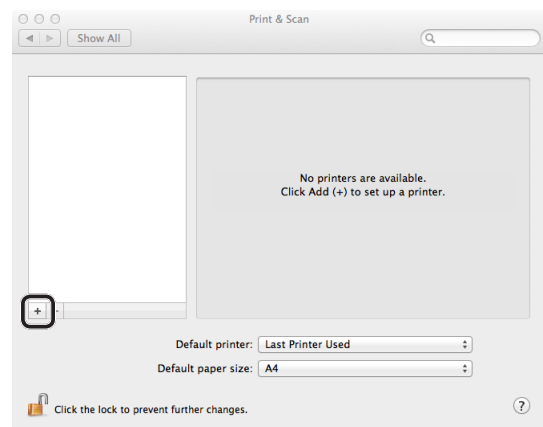 Print & Scan
Show All
No printers are available.
Click Add (+) to set up a printer.
+ -
Default printer: Last Printer Used
Default paper size: A4
Click the lock to prevent further changes.
?